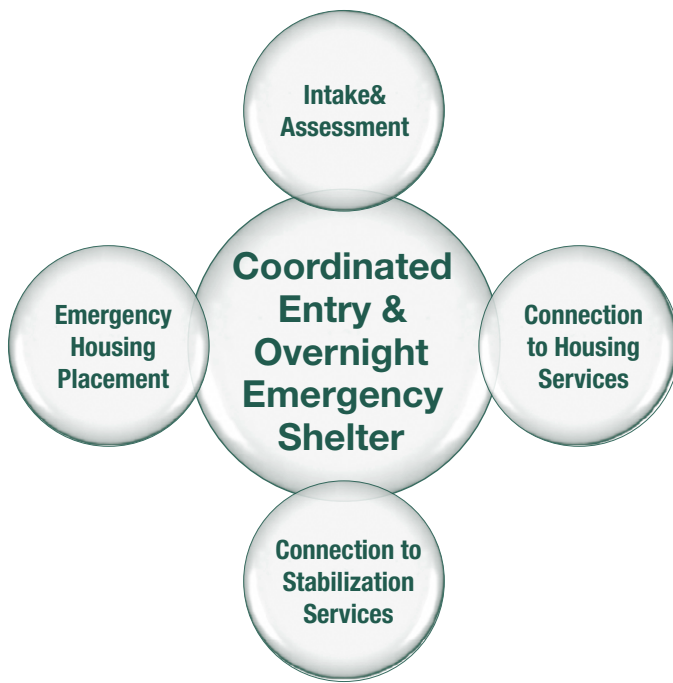 Intake&
Assessment
Emergency
Housing
Placement
Coordinated
Entry &
Overnight
Emergency
Shelter
Connection
to Housing
Services
Connection to
Stabilization
Services